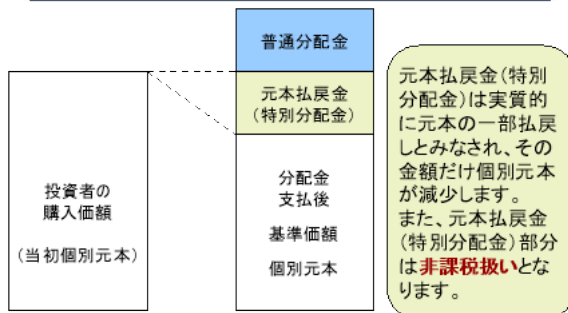 普通分配金
元本払戻金
(特別分配金)
投資者の
購入価額
(当初個別元本)
分配金
支払後
基準価額
個別元本
元本払戻金(特別
分配金)は実質的
に元本の一部払戻
しとみなされ、その
金額だけ個別元本
が減少します。
また、元本払戻金
(特別分配金)部分
は非課税扱いとな
ります。